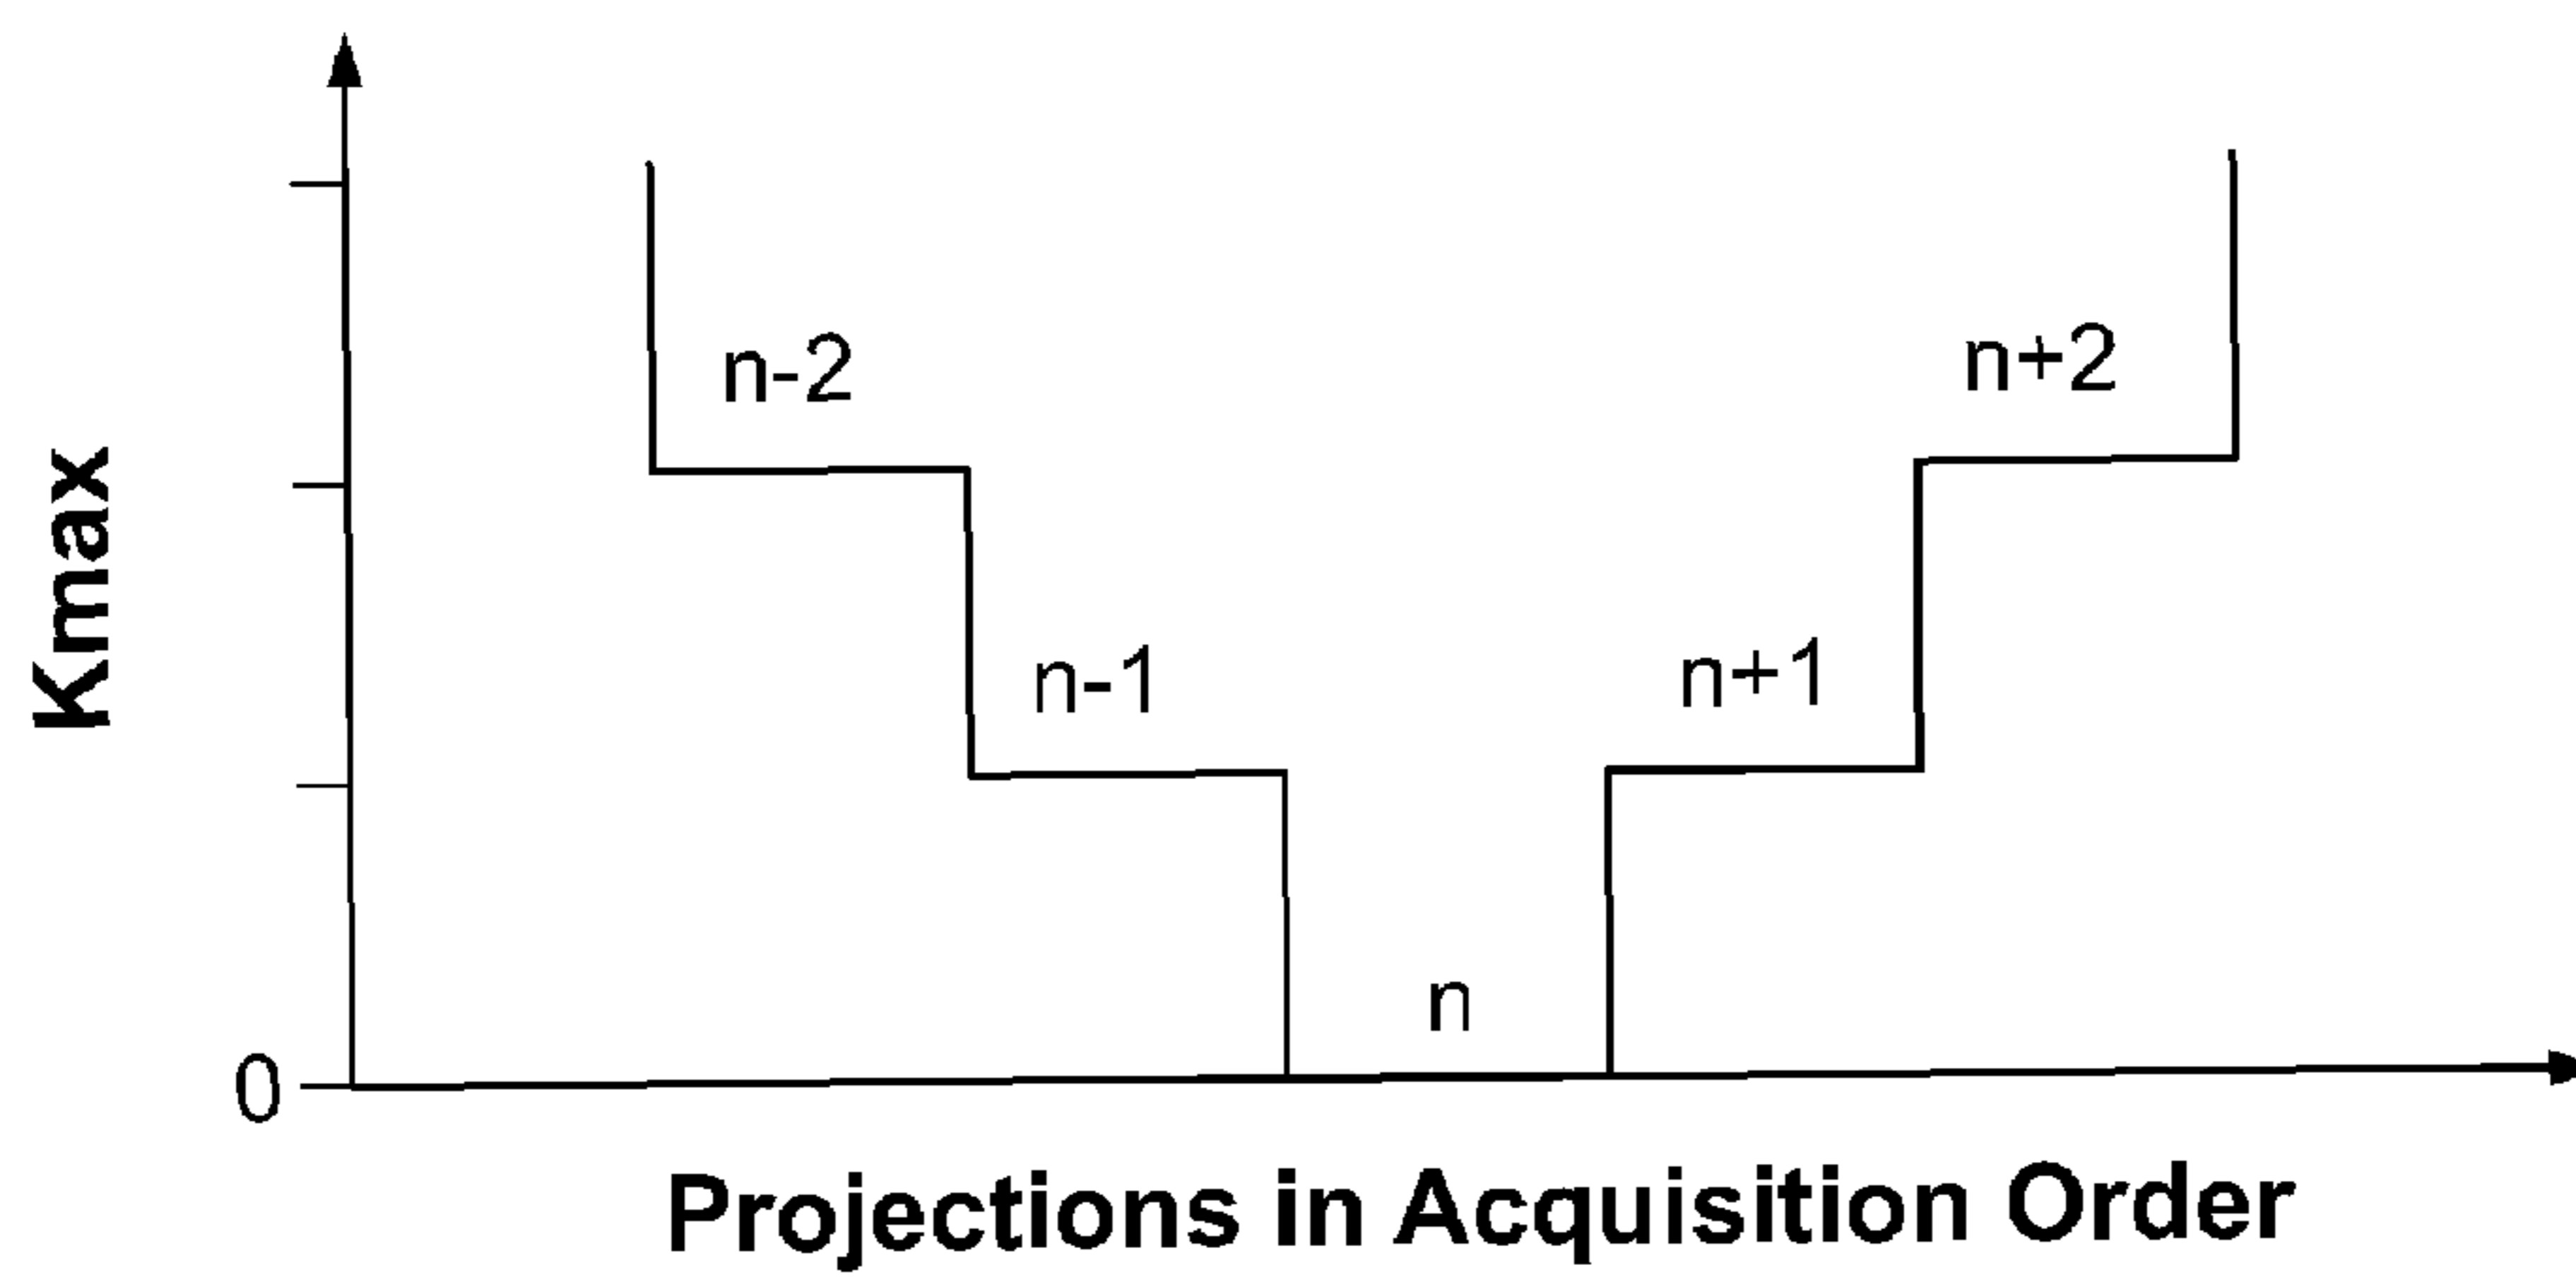 n-2
n+2
Kmax
n-1
n+1
n
0
Projections in Acquisition Order